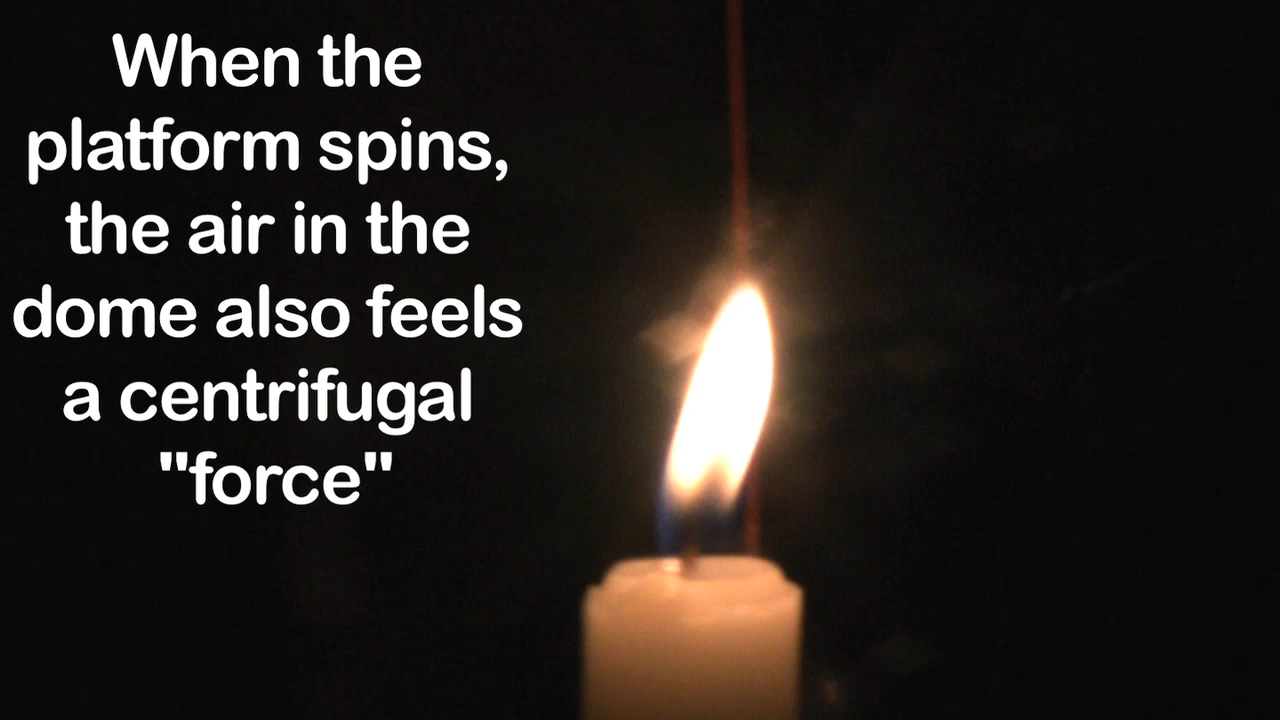 When the
platform spins,
the air in the
dome also feels
a centrifugal
"force"